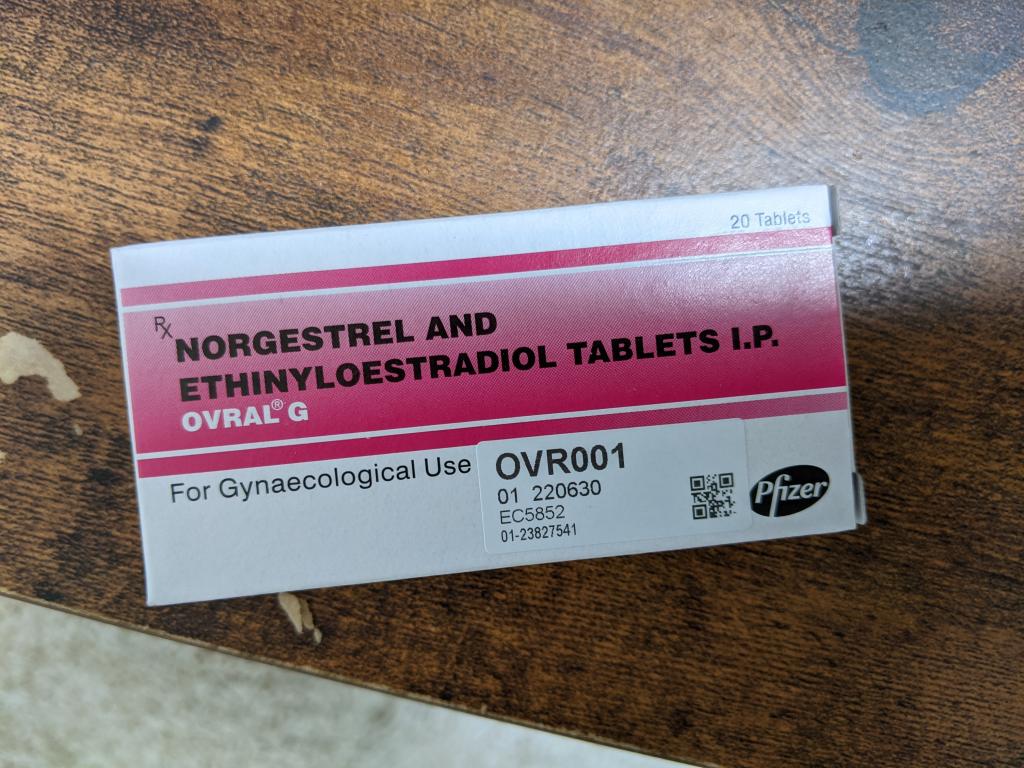 20 Tablets
Rx NORGESTREL AND
ETHINYLOESTRADIOL TABLETS I.P.
OVRAL® G
For Gynaecological Use
OVR001
01 220630
EC5852
01-23827541
Pfizer